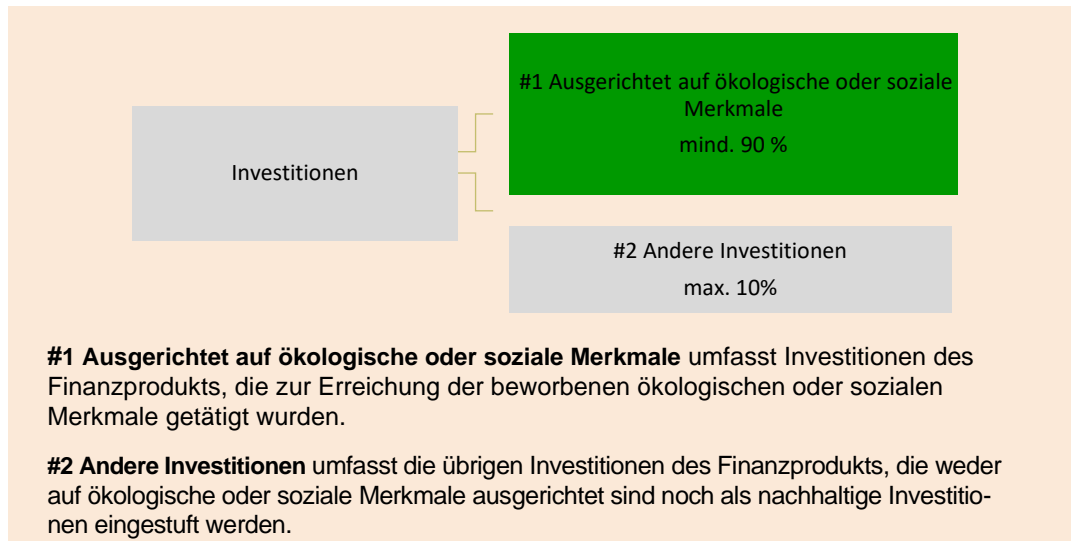 #1 Ausgerichtet auf ökologische oder soziale
Merkmale
mind. 90 %
Investitionen
#2 Andere Investitionen
max. 10%
#1 Ausgerichtet auf ökologische oder soziale Merkmale umfasst Investitionen des
Finanzprodukts, die zur Erreichung der beworbenen ökologischen oder sozialen
Merkmale getätigt wurden.
#2 Andere Investitionen umfasst die übrigen Investitionen des Finanzprodukts, die weder
auf ökologische oder soziale Merkmale ausgerichtet sind noch als nachhaltige Investitio-
nen eingestuft werden.